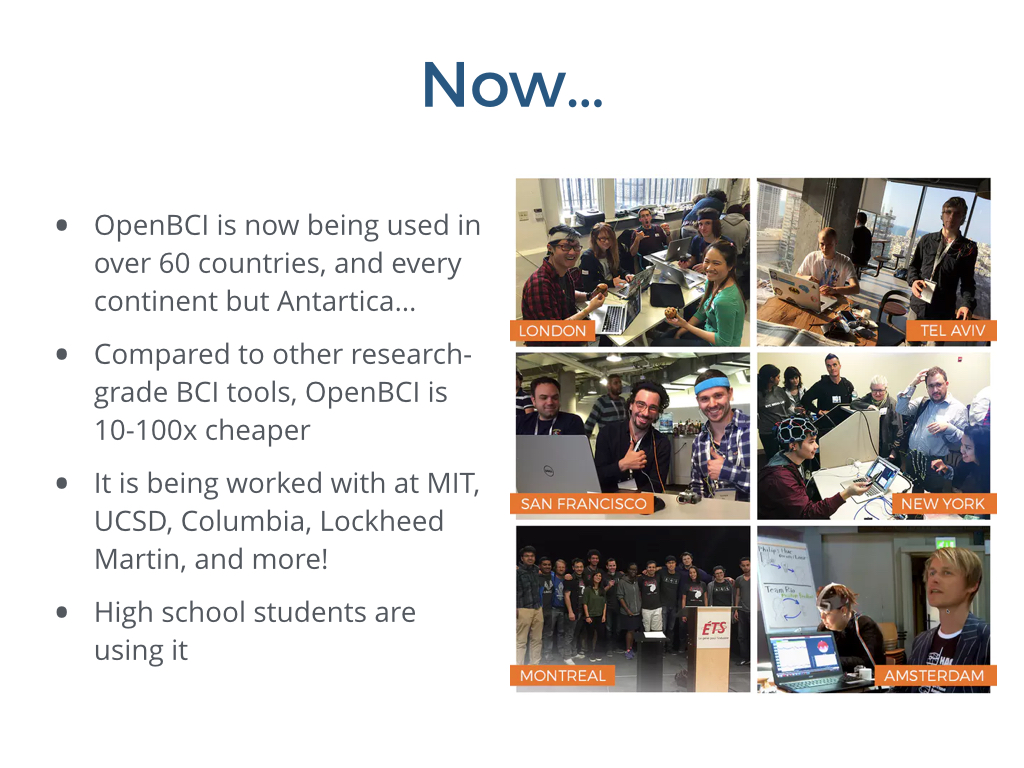 Now...
• OpenBCI is now being used in
over 60 countries, and every
continent but Antartica...
• Compared to other research-
grade BCI tools, OpenBCI is
10-100x cheaper
• It is being worked with at MIT,
UCSD, Columbia, Lockheed
Martin, and more!
• High school students are
using it
LONDON
TEL AVIV
SAN FRANCISCO
NEW YORK
ÉTS
MONTREAL
AMSTERDAM